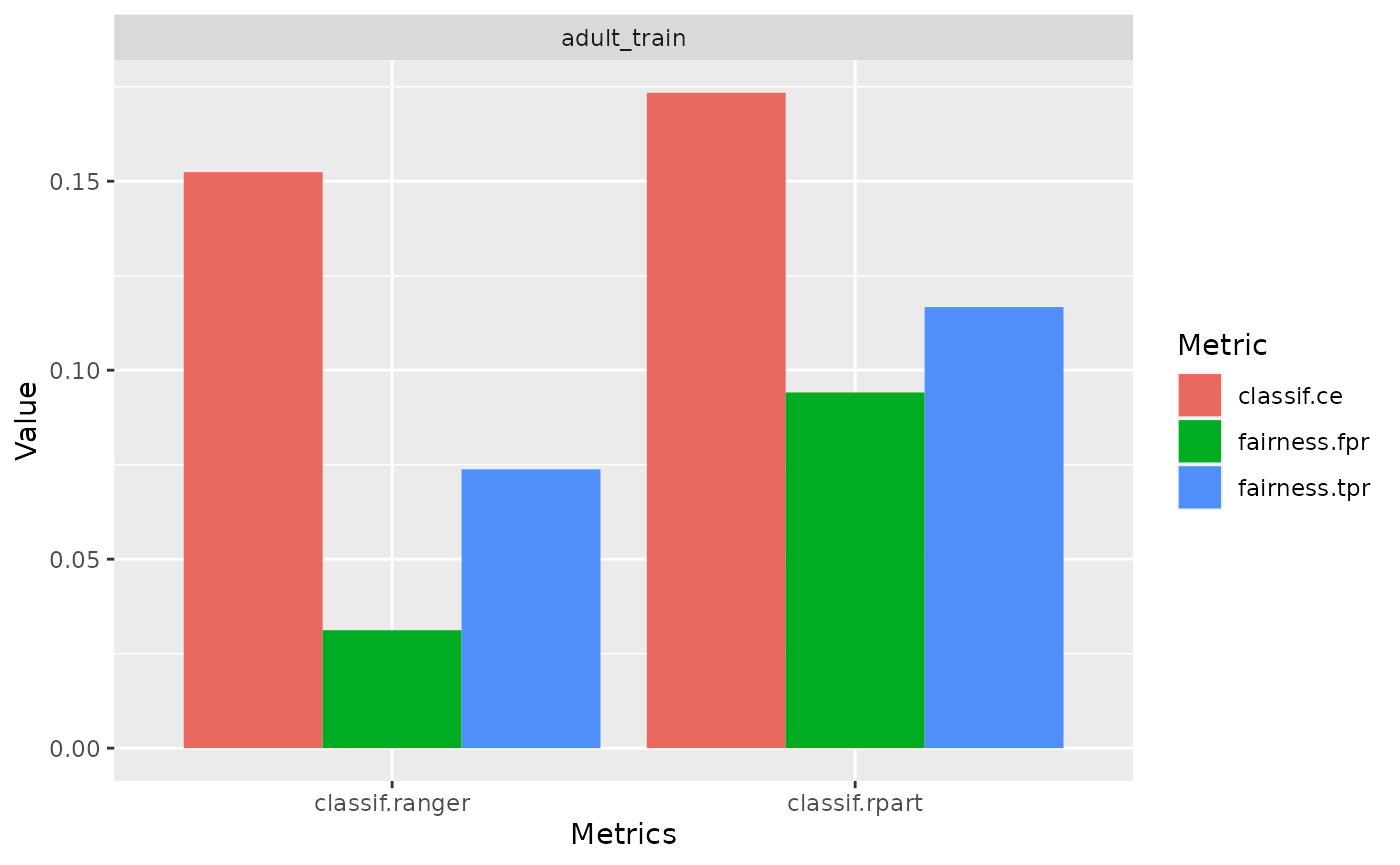 adult_train
0.15
0.10
0.05
0.00
Value
classif.ranger
classif.rpart
Metrics
Metric
classif.ce
fairness.fpr
fairness.tpr